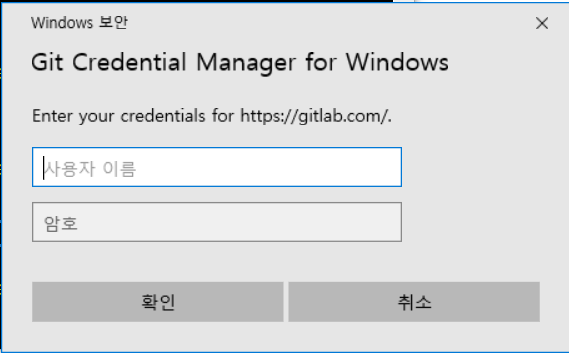 Windows 보안
Git Credential Manager for Windows
Enter your credentials for https://gitlab.com/.
사용자 이름
암호
확인
취소